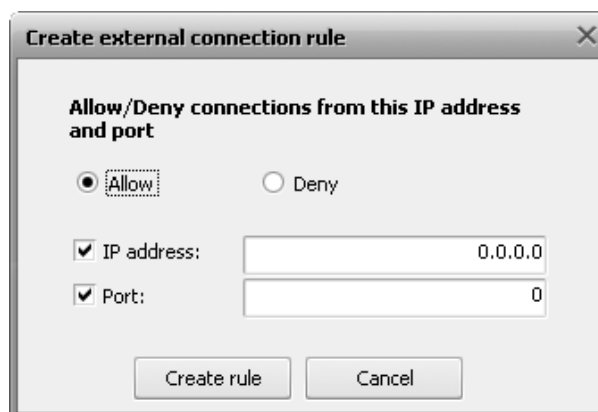 Create external connection rule
Allow/Deny connections from this IP address
and port
Allow Deny
IP address: 0.0.0.0
Port: 0
Create rule Cancel